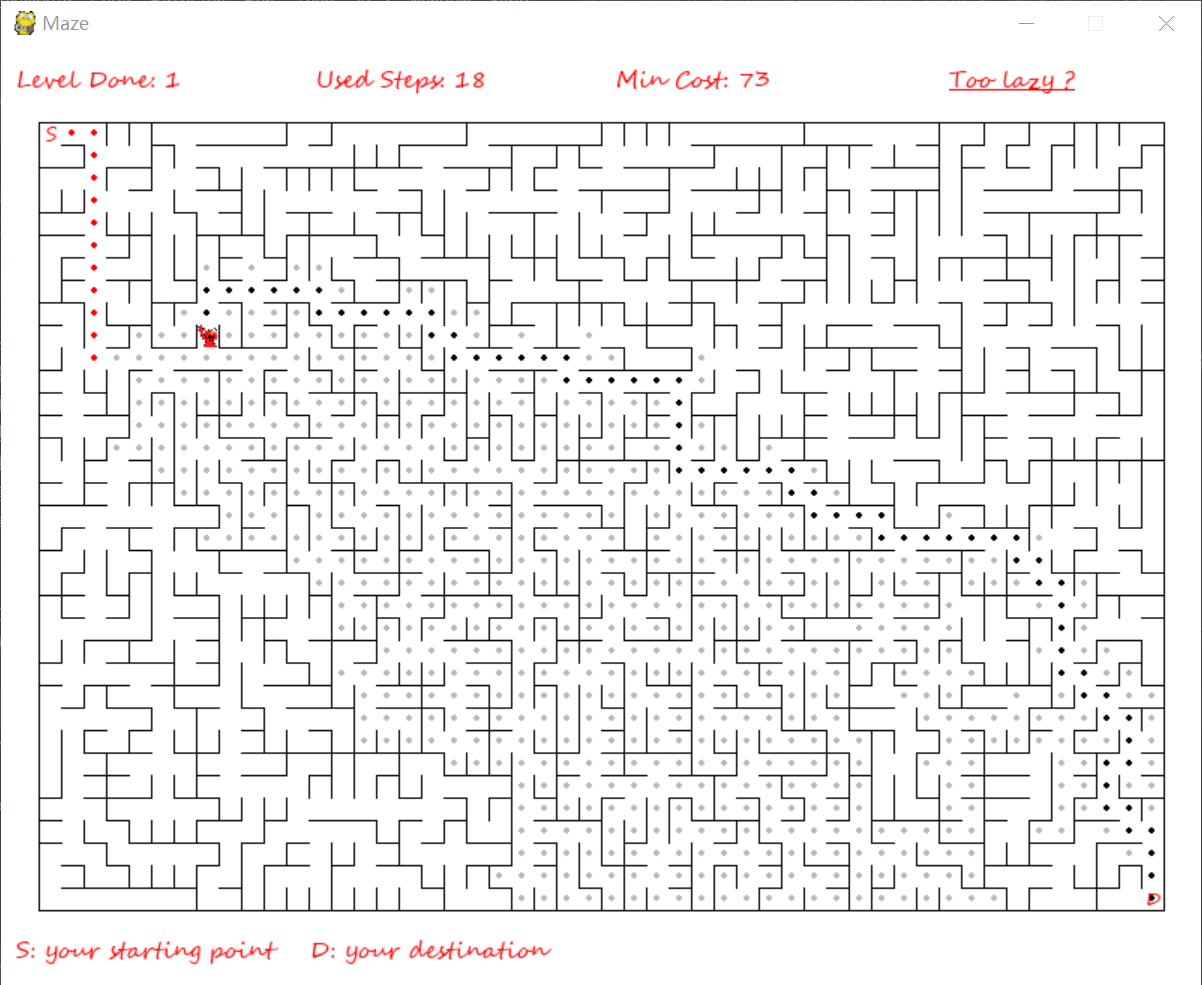 Maze
Level Done: 1 Used Steps: 18 Min Cost: 73 Too lazy ?
S
D
S: your starting point D: your destination